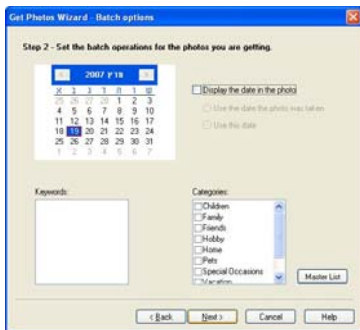 Get Photos Wizard - Batch options
Step 2 - Set the batch operations for the photos you are getting.
מרץ 2007
א ב ג ד ה ו ש
25 26 27 28 1 2 3
4 5 6 7 8 9 10
11 12 13 14 15 16 17
18 19 20 21 22 23 24
25 26 27 28 29 30 31
1 2 3 4 5 6 7
Display the date in the photo
Use the date the photo was taken
Use this date
Keywords:
Categories:
Children
Family
Friends
Hobby
Home
Pets
Special Occasions
Vacation
Master List
< Back
Next >
Cancel
Help